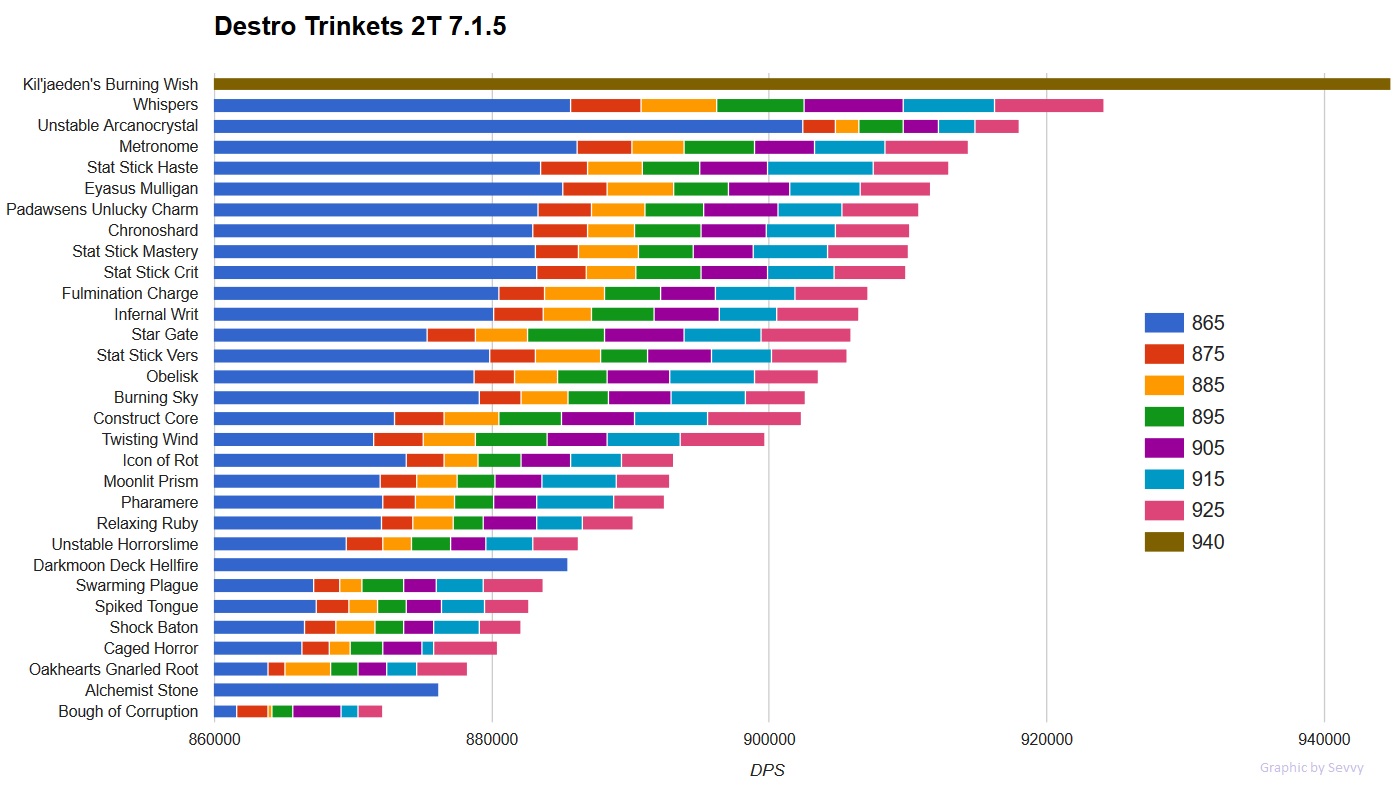 Destro Trinkets 2T 7.1.5
Kil'jaeden's Burning Wish
Whispers
Unstable Arcanocrystal
Metronome
Stat Stick Haste
Eyasus Mulligan
Padawsens Unlucky Charm
Chronoshard
Stat Stick Mastery
Stat Stick Crit
Fulmination Charge
Infernal Writ
Star Gate
Stat Stick Vers
Obelisk
Burning Sky
Construct Core
Twisting Wind
Icon of Rot
Moonlit Prism
Pharamere
Relaxing Ruby
Unstable Horrorslime
Darkmoon Deck Hellfire
Swarming Plague
Spiked Tongue
Shock Baton
Caged Horror
Oakhearts Gnarled Root
Alchemist Stone
Bough of Corruption
865
875
885
895
905
915
925
940
860000 880000 900000 920000 940000
DPS
Graphic by Sevvy